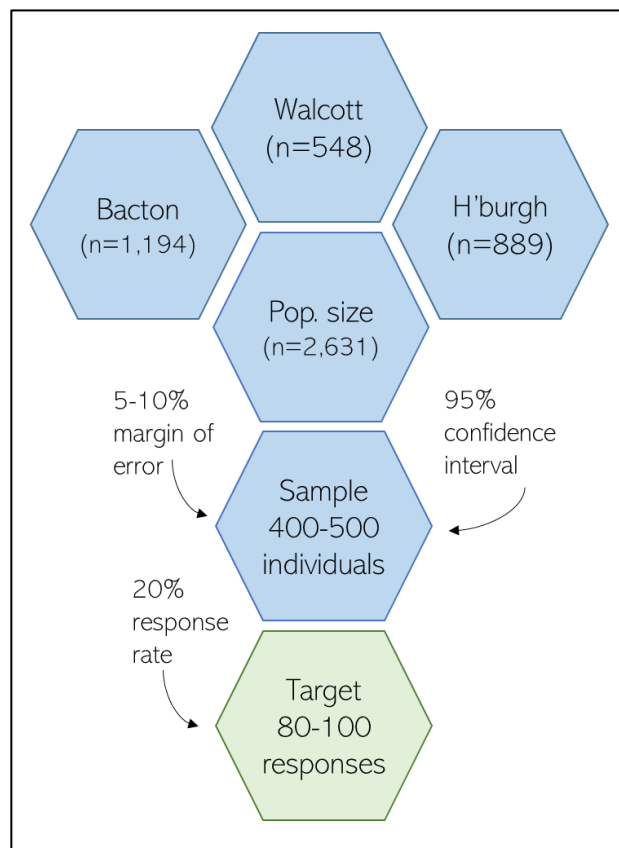 Walcott
(n=548)
Bacton
(n=1,194)
H'burgh
(n=889)
Pop. size
(n=2,631)
5-10%
margin of
error
95%
confidence
interval
Sample
400-500
individuals
20%
response
rate
Target
80-100
responses